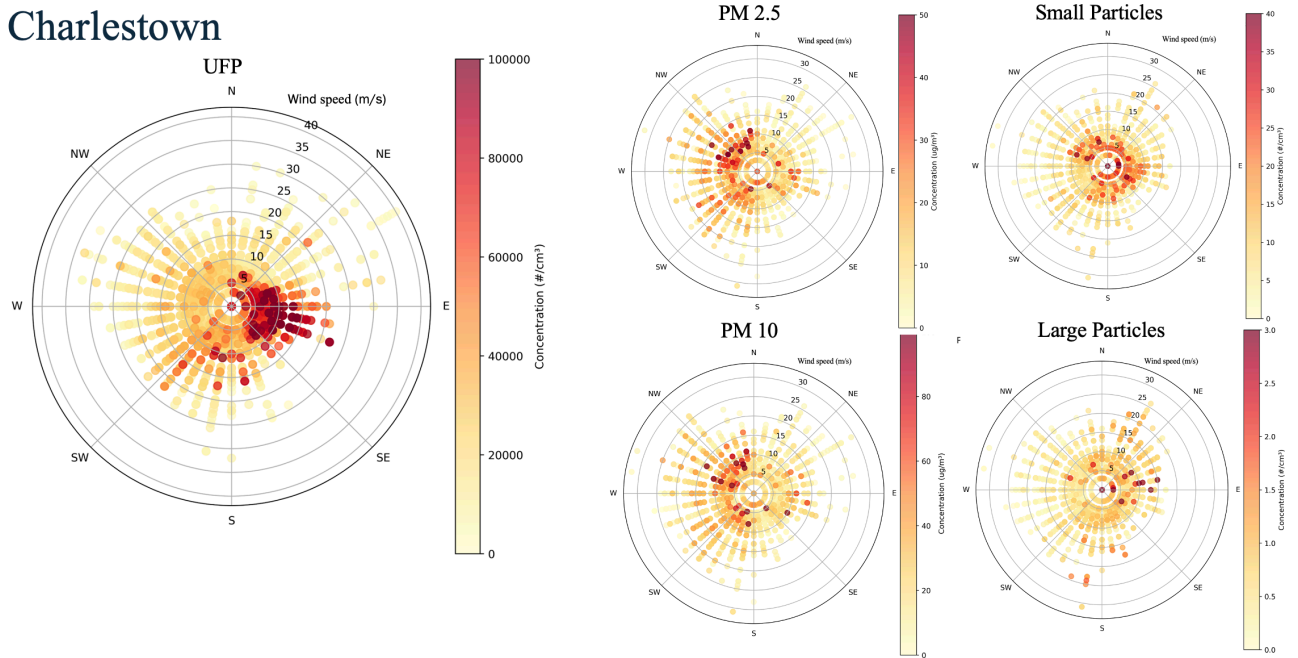 Charlestown
UFP
Wind speed (m/s)
N
NE
E
SE
S
SW
W
NW
5
10
15
20
25
30
35
40
0
20000
40000
60000
80000
100000
Concentration (#/cm³)
PM 2.5
Wind speed (m/s)
N
NE
E
SE
S
SW
W
NW
5
10
15
20
25
30
0
10
20
30
40
50
Concentration (ug/m³)
Small Particles
Wind speed (m/s)
N
NE
E
SE
S
SW
W
NW
5
10
15
20
25
30
0
5
10
15
20
25
30
35
40
Concentration (#/cm³)
PM 10
Wind speed (m/s)
N
NE
E
SE
S
SW
W
NW
5
10
15
20
25
30
0
20
40
60
80
Concentration (ug/m³)
F
Large Particles
Wind speed (m/s)
N
NE
E
SE
S
SW
W
NW
5
10
15
20
25
30
0.0
0.5
1.0
1.5
2.0
2.5
3.0
Concentration (#/cm³)